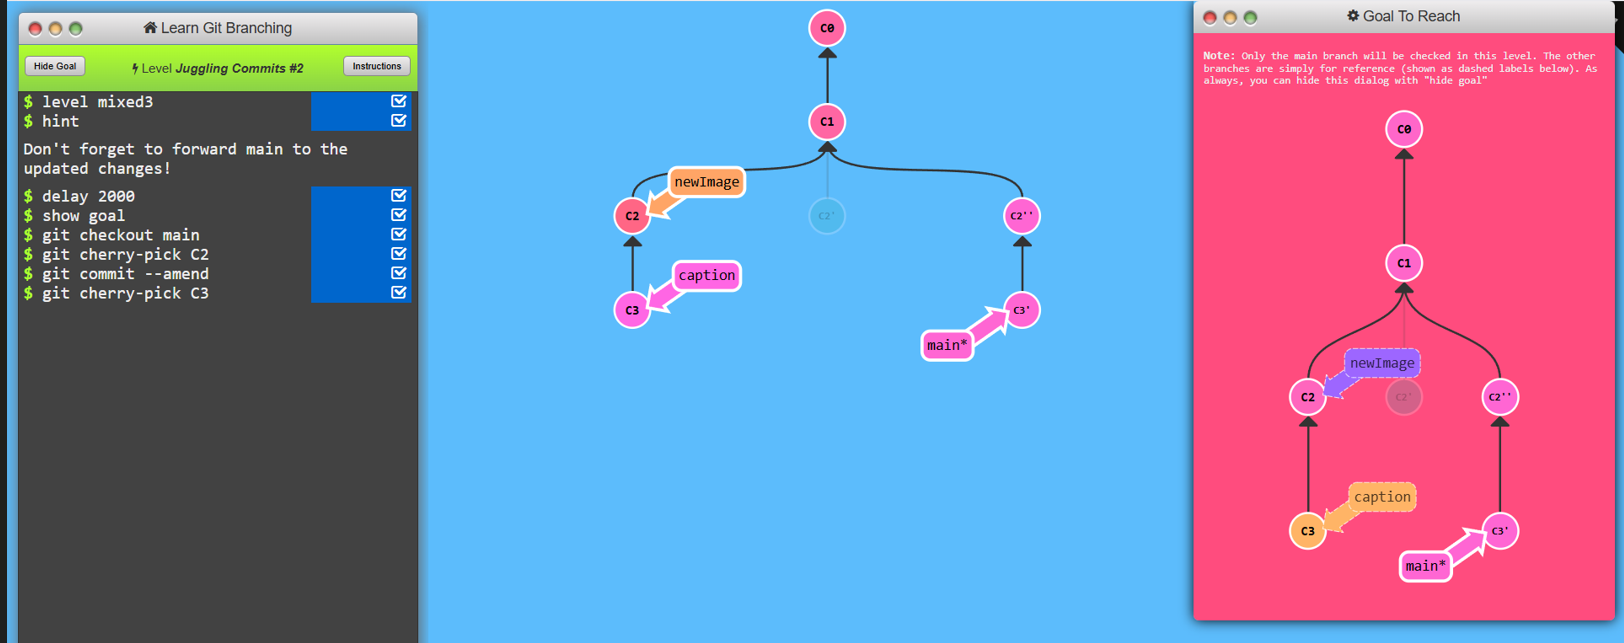 Learn Git Branching
Hide Goal
Level Juggling Commits #2
Instructions
$ level mixed3
$ hint
Don't forget to forward main to the
updated changes!
$ delay 2000
$ show goal
$ git checkout main
$ git cherry-pick C2
$ git commit --amend
$ git cherry-pick C3
C0
C1
newImage
C2
C2'
C2''
caption
C3
C3'
main*
Goal To Reach
Note: Only the main branch will be checked in this level. The other
branches are simply for reference (shown as dashed labels below). As
always, you can hide this dialog with "hide goal"
C0
C1
newImage
C2
C2'
C2''
caption
C3
C3'
main*